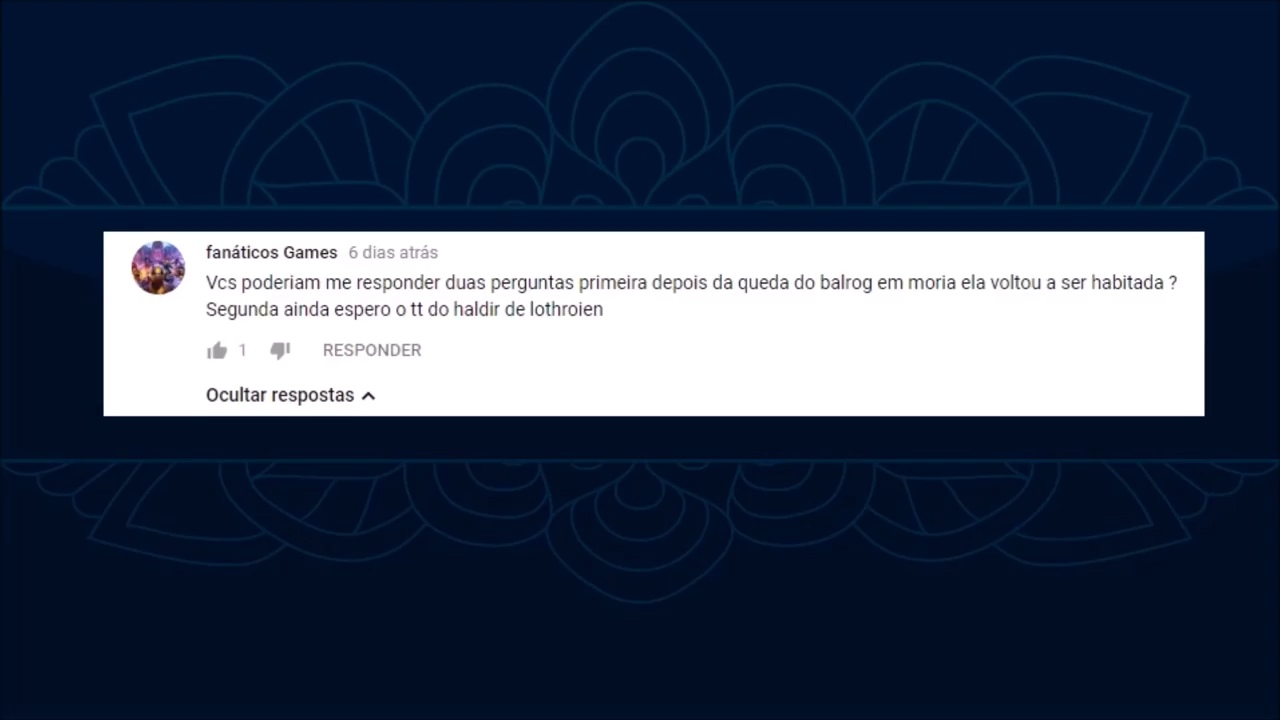 fanáticos Games 6 dias atrás
Vcs poderiam me responder duas perguntas primeira depois da queda do balrog em moria ela voltou a ser habitada ?
Segunda ainda espero o tt do haldir de lothroien
1 RESPONDER
Ocultar respostas